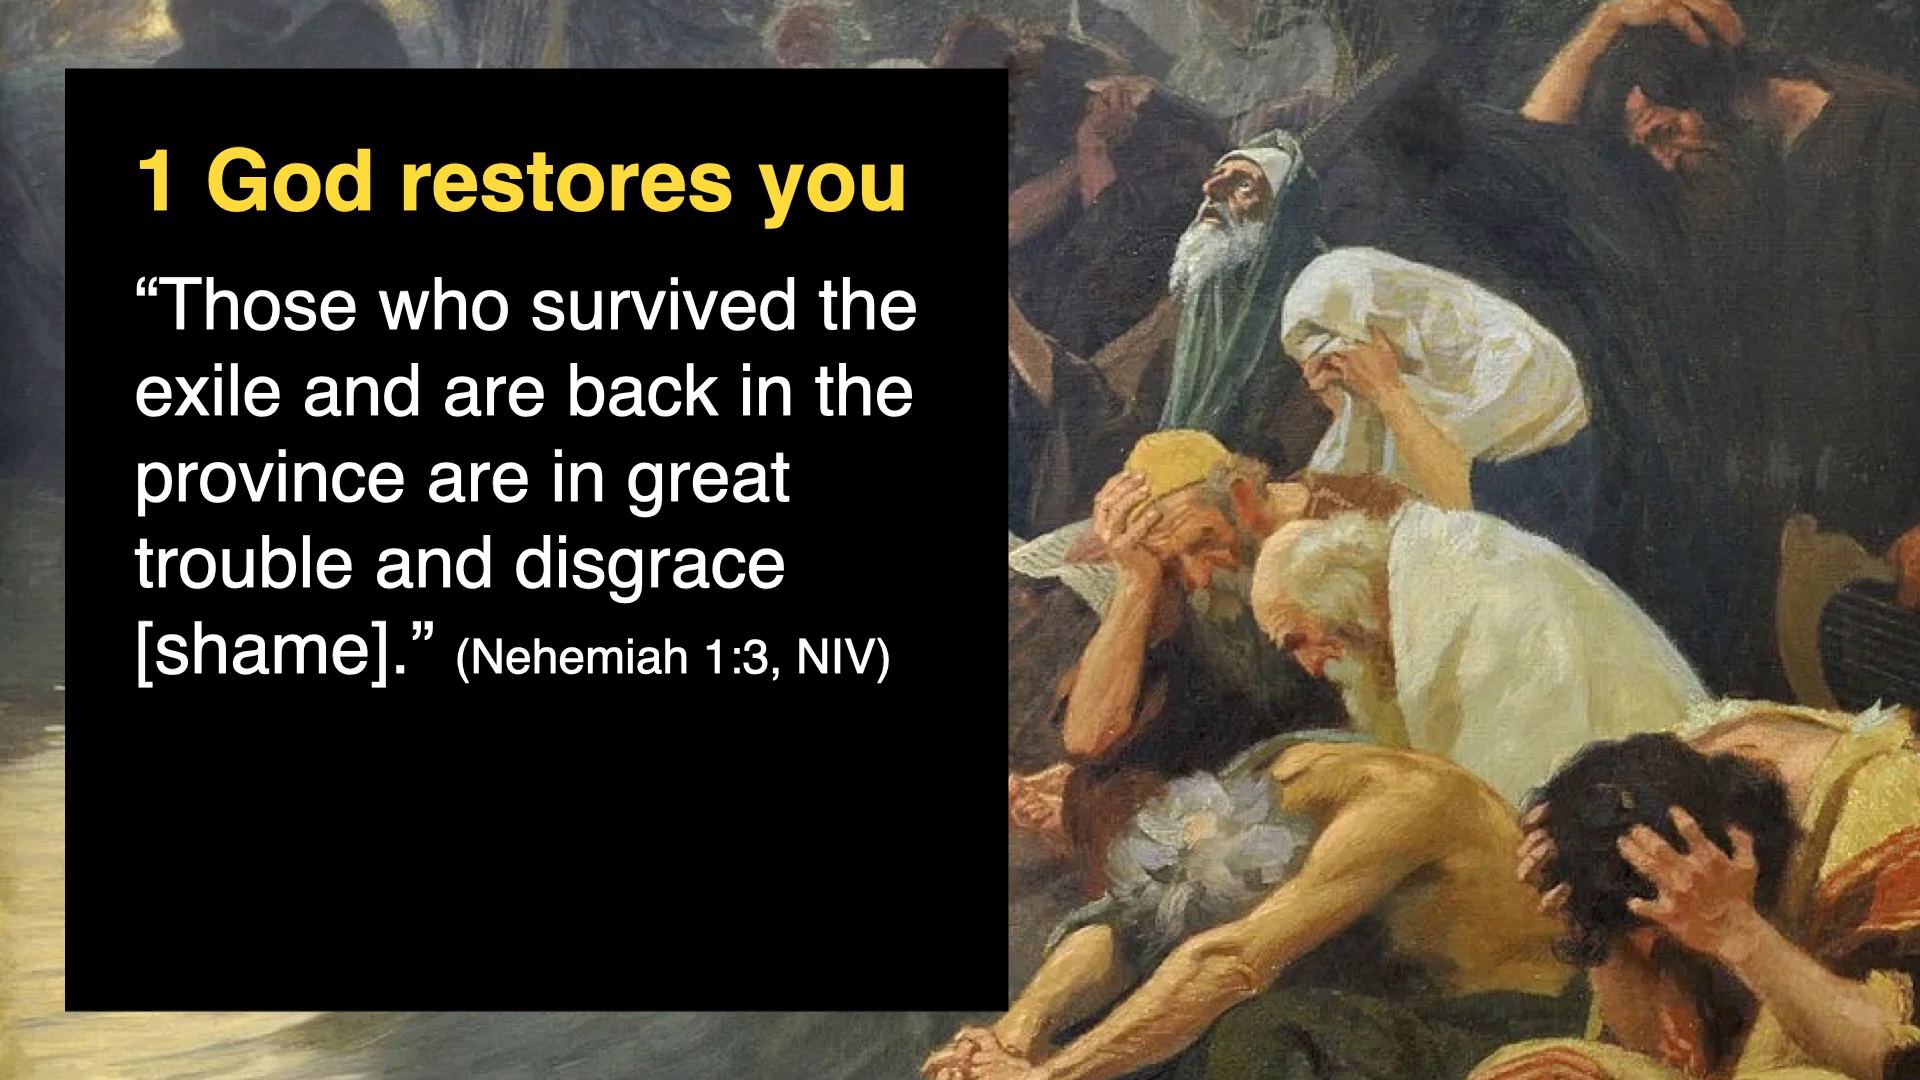 1 God restores you
“Those who survived the
exile and are back in the
province are in great
trouble and disgrace
[shame].” (Nehemiah 1:3, NIV)